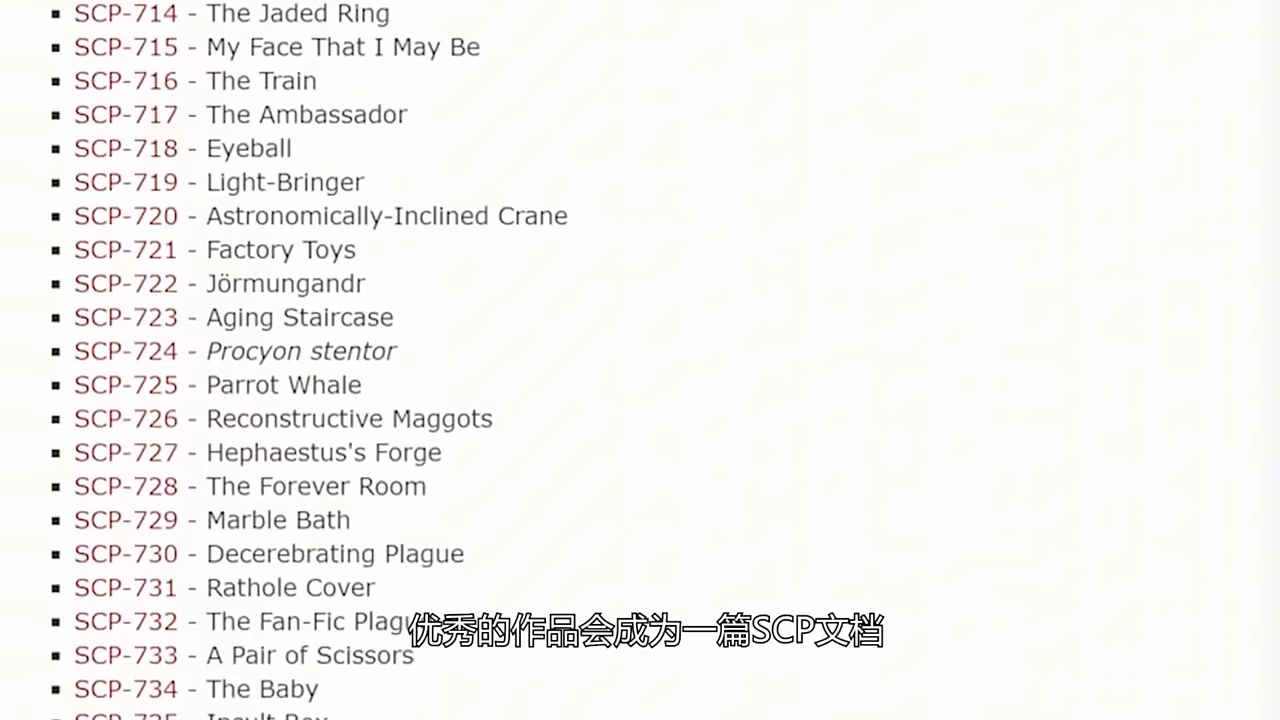 ▪ SCP-714 - The Jaded Ring
▪ SCP-715 - My Face That I May Be
▪ SCP-716 - The Train
▪ SCP-717 - The Ambassador
▪ SCP-718 - Eyeball
▪ SCP-719 - Light-Bringer
▪ SCP-720 - Astronomically-Inclined Crane
▪ SCP-721 - Factory Toys
▪ SCP-722 - Jörmungandr
▪ SCP-723 - Aging Staircase
▪ SCP-724 - Procyon stentor
▪ SCP-725 - Parrot Whale
▪ SCP-726 - Reconstructive Maggots
▪ SCP-727 - Hephaestus's Forge
▪ SCP-728 - The Forever Room
▪ SCP-729 - Marble Bath
▪ SCP-730 - Decerebrating Plague
▪ SCP-731 - Rathole Cover
▪ SCP-732 - The Fan-Fic
优秀的作品会成为一篇SCP文档
▪ SCP-733 - A Pair of Scissors
▪ SCP-734 - The Baby